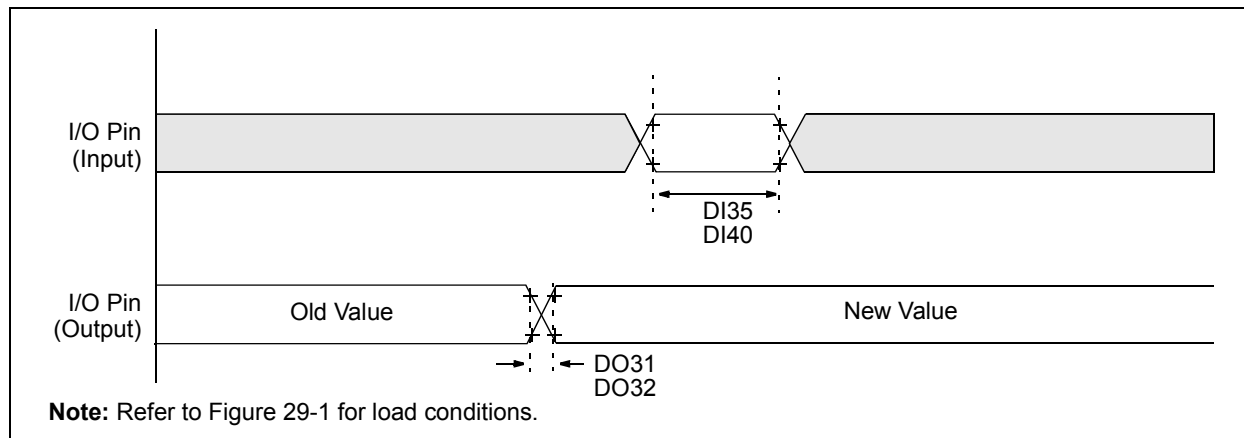 I/O Pin
(Input)
DI35
DI40
I/O Pin
(Output)
Old Value
New Value
DO31
DO32
Note: Refer to Figure 29-1 for load conditions.